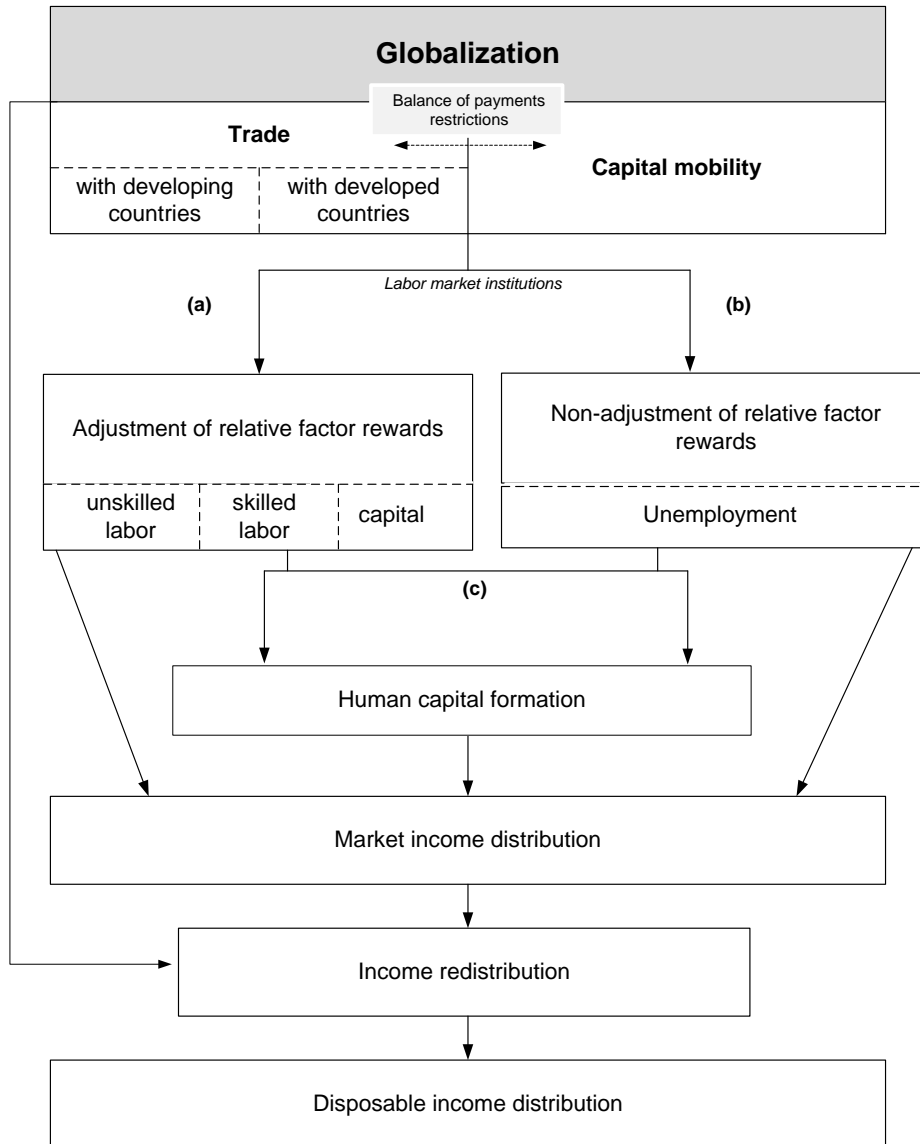 Globalization
Balance of payments
restrictions
Trade
Capital mobility
with developing
countries
with developed
countries
Labor market institutions
(a)
(b)
Adjustment of relative factor rewards
Non-adjustment of relative factor
rewards
unskilled
labor
skilled
labor
capital
Unemployment
(c)
Human capital formation
Market income distribution
Income redistribution
Disposable income distribution